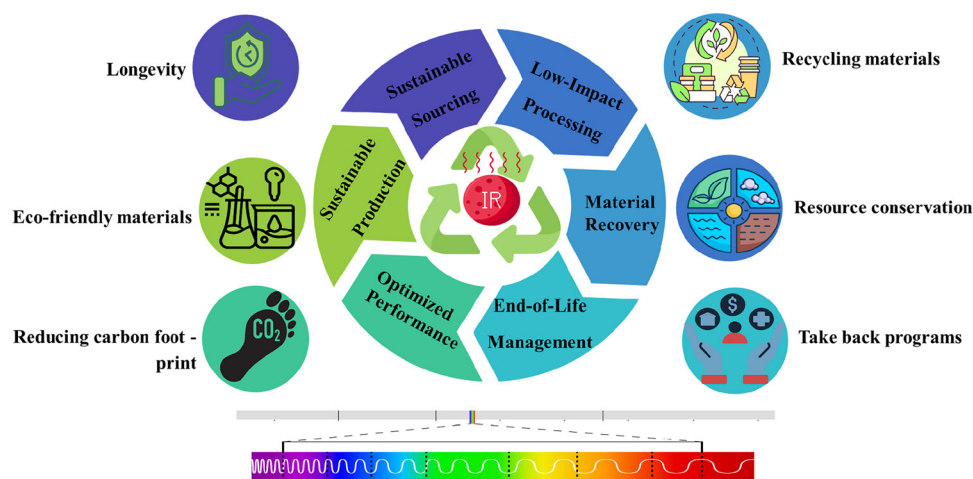 Longevity
Eco-friendly materials
Reducing carbon foot -
print
CO2
Sustainable
Sourcing
Low-Impact
Processing
Material
Recovery
End-of-Life
Management
Optimized
Performance
Sustainable
Production
IR
Recycling materials
Resource conservation
$
Take back programs